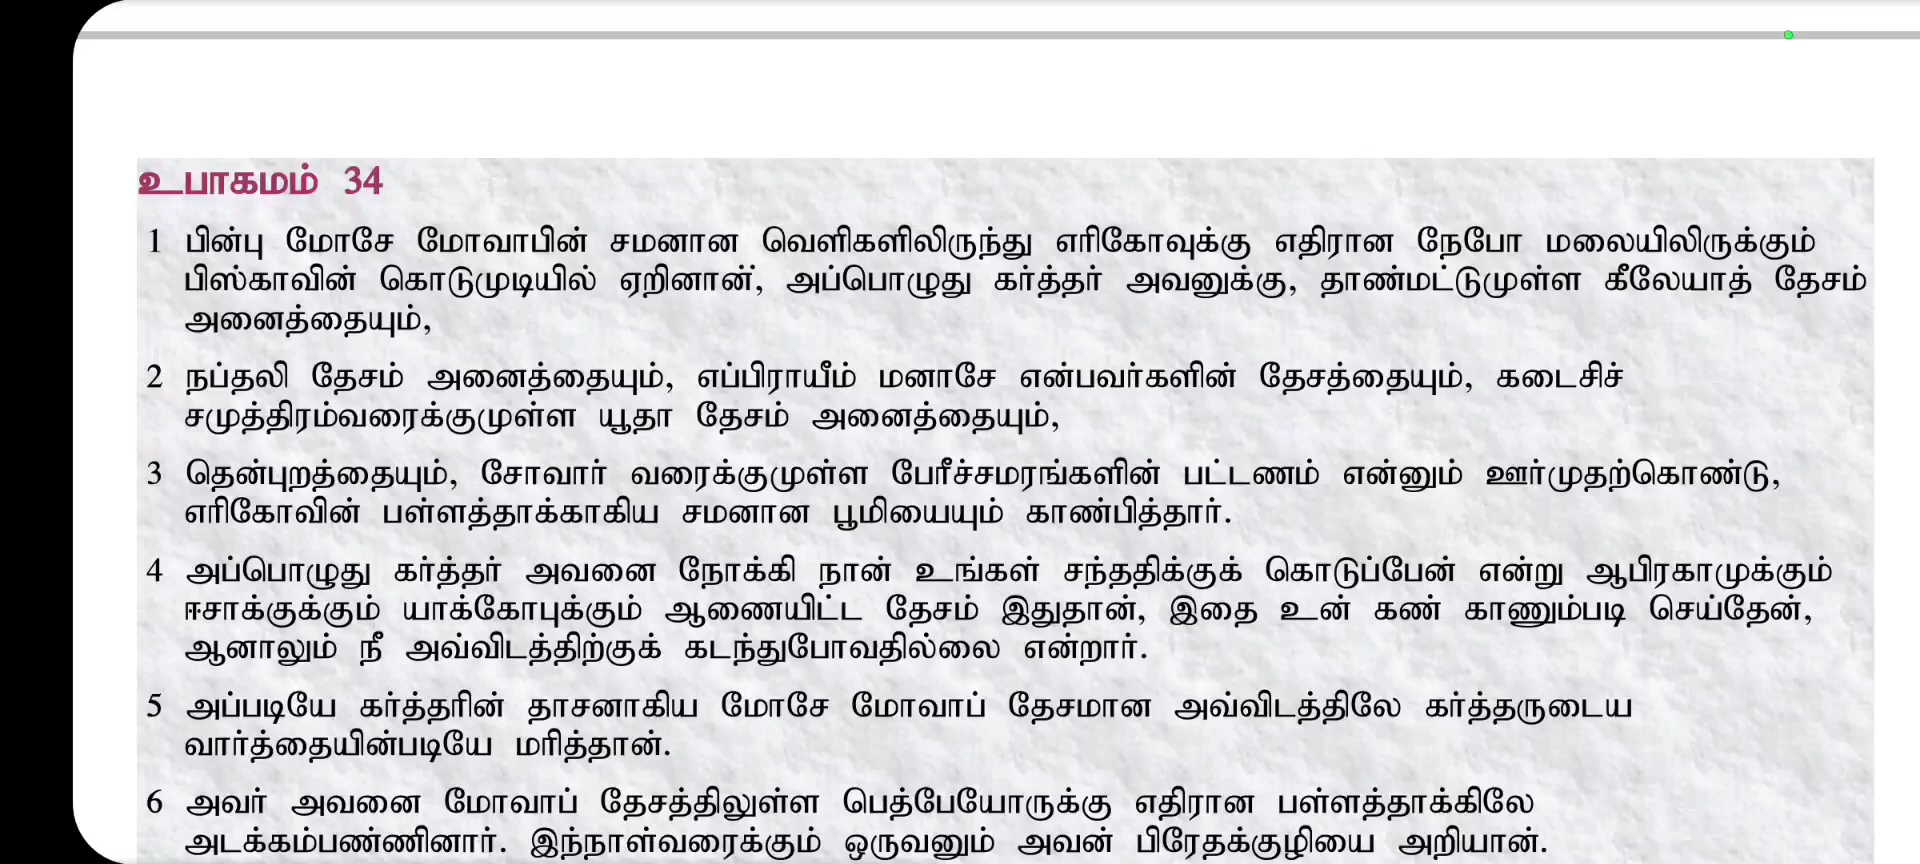 உபாகமம் 34
1 பின்பு மோசே மோவாபின் சமனான வெளிகளிலிருந்து எரிகோவுக்கு எதிரான நேபோ மலையிலிருக்கும்
பிஸ்காவின் கொடுமுடியில் ஏறினான்', அப்பொழுது கர்த்தர் அவனுக்கு, தாண்மட்டுமுள்ள கீலேயாத் தேசம்
அனைத்தையும்,
2 நப்தலி தேசம் அனைத்தையும், எப்பிராயீம் மனாசே என்பவர்களின் தேசத்தையும், கடைசிச்
சமுத்திரம்வரைக்குமுள்ள யூதா தேசம் அனைத்தையும்,
3 தென்புறத்தையும், சோவார் வரைக்குமுள்ள பேரீச்சமரங்களின் பட்டணம் என்னும் ஊர்முதற்கொண்டு,
எரிகோவின் பள்ளத்தாக்காகிய சமனான பூமியையும் காண்பித்தார்.
4 அப்பொழுது கர்த்தர் அவனை நோக்கி நான் உங்கள் சந்ததிக்குக் கொடுப்பேன் என்று ஆபிரகாமுக்கும்
ஈசாக்குக்கும் யாக்கோபுக்கும் ஆணையிட்ட தேசம் இதுதான், இதை உன் கண் காணும்படி செய்தேன்,
ஆனாலும் நீ அவ்விடத்திற்குக் கடந்துபோவதில்லை என்றார்.
5 அப்படியே கர்த்தரின் தாசனாகிய மோசே மோவாப் தேசமான அவ்விடத்திலே கர்த்தருடைய
வார்த்தையின்படியே மரித்தான்.
6 அவர் அவனை மோவாப் தேசத்திலுள்ள பெத்பேயோருக்கு எதிரான பள்ளத்தாக்கிலே
அடக்கம்பண்ணினார். இந்நாள்வரைக்கும் ஒருவனும் அவன் பிரேதக்குழியை அறியான்.